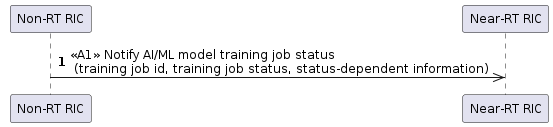 Non-RT RIC
Near-RT RIC
1 «A1» Notify AI/ML model training job status
(training job id, training job status, status-dependent information)
Non-RT RIC
Near-RT RIC